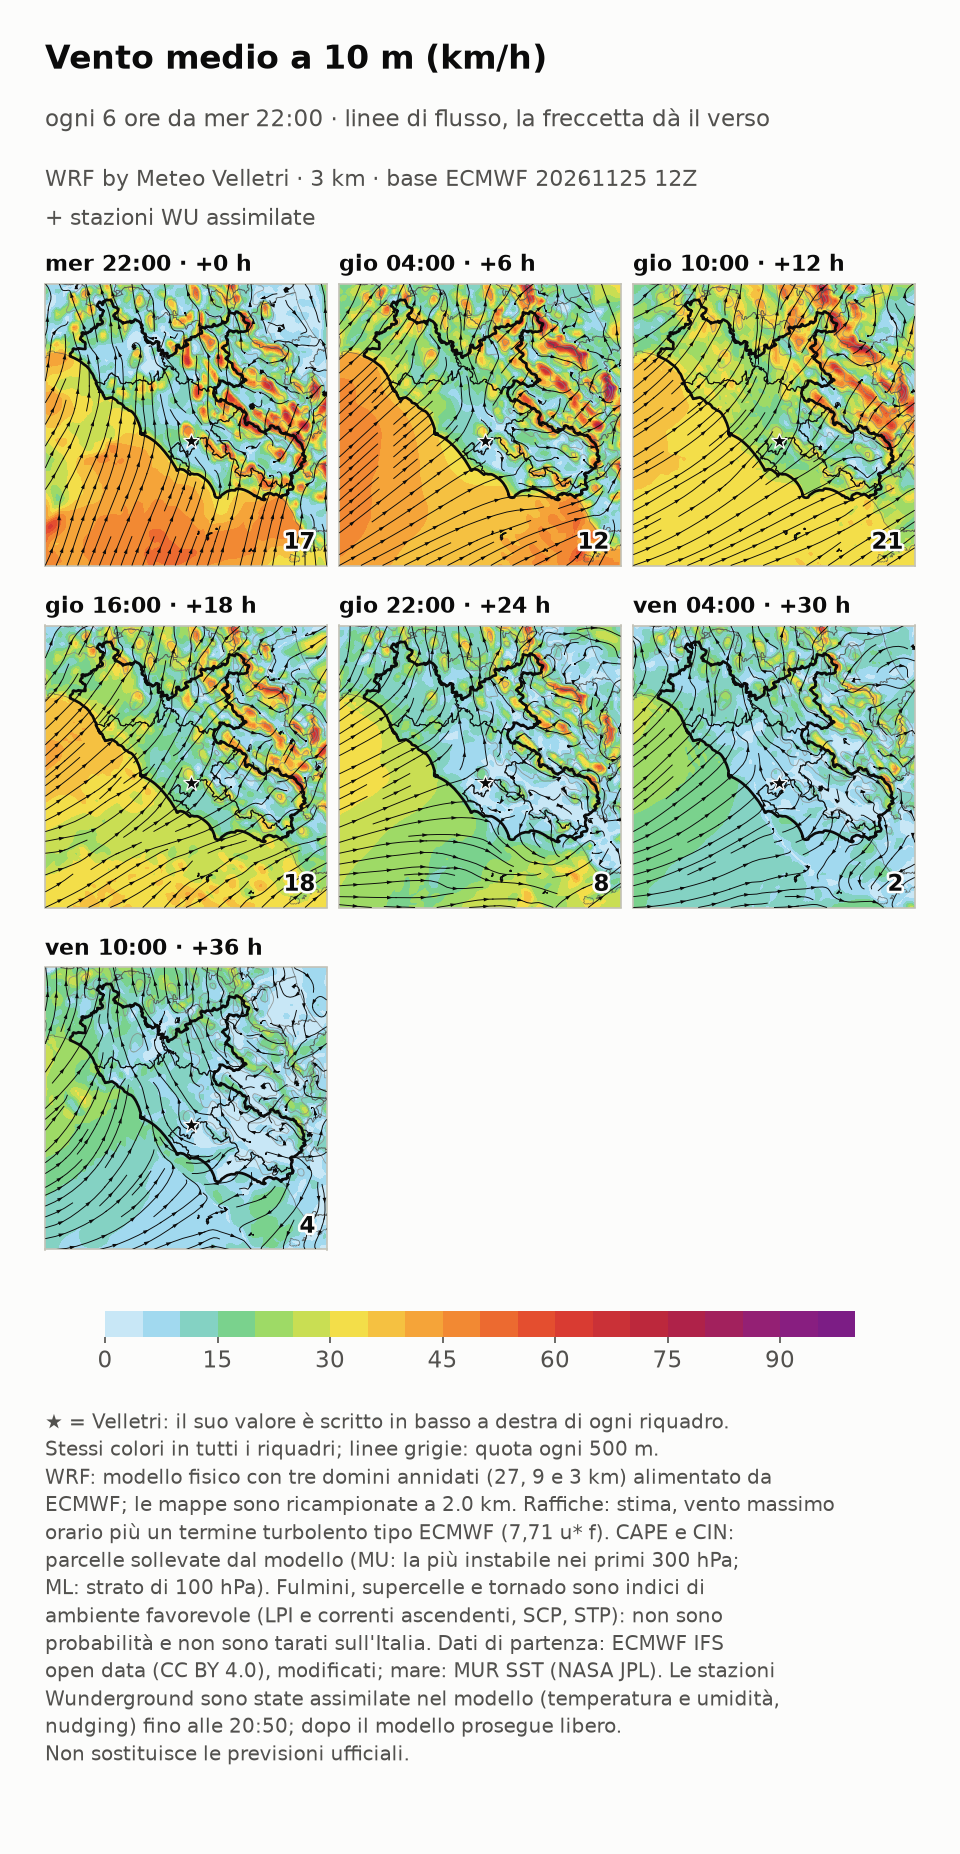 Vento medio a 10 m (km/h)
ogni 6 ore da mer 22:00 · linee di flusso, la freccetta dà il verso
WRF by Meteo Velletri · 3 km · base ECMWF 20261125 12Z
+ stazioni WU assimilate
mer 22:00 · +0 h
gio 04:00 · +6 h
gio 10:00 · +12 h
17
12
21
gio 16:00 · +18 h
gio 22:00 · +24 h
ven 04:00 · +30 h
18
8
2
ven 10:00 · +36 h
4
0 15 30 45 60 75 90
★ = Velletri: il suo valore è scritto in basso a destra di ogni riquadro.
Stessi colori in tutti i riquadri; linee grigie: quota ogni 500 m.
WRF: modello fisico con tre domini annidati (27, 9 e 3 km) alimentato da
ECMWF; le mappe sono ricampionate a 2.0 km. Raffiche: stima, vento massimo
orario più un termine turbolento tipo ECMWF (7,71 u* f). CAPE e CIN:
parcelle sollevate dal modello (MU: la più instabile nei primi 300 hPa;
ML: strato di 100 hPa). Fulmini, supercelle e tornado sono indici di
ambiente favorevole (LPI e correnti ascendenti, SCP, STP): non sono
probabilità e non sono tarati sull'Italia. Dati di partenza: ECMWF IFS
open data (CC BY 4.0), modificati; mare: MUR SST (NASA JPL). Le stazioni
Wunderground sono state assimilate nel modello (temperatura e umidità,
nudging) fino alle 20:50; dopo il modello prosegue libero.
Non sostituisce le previsioni ufficiali.